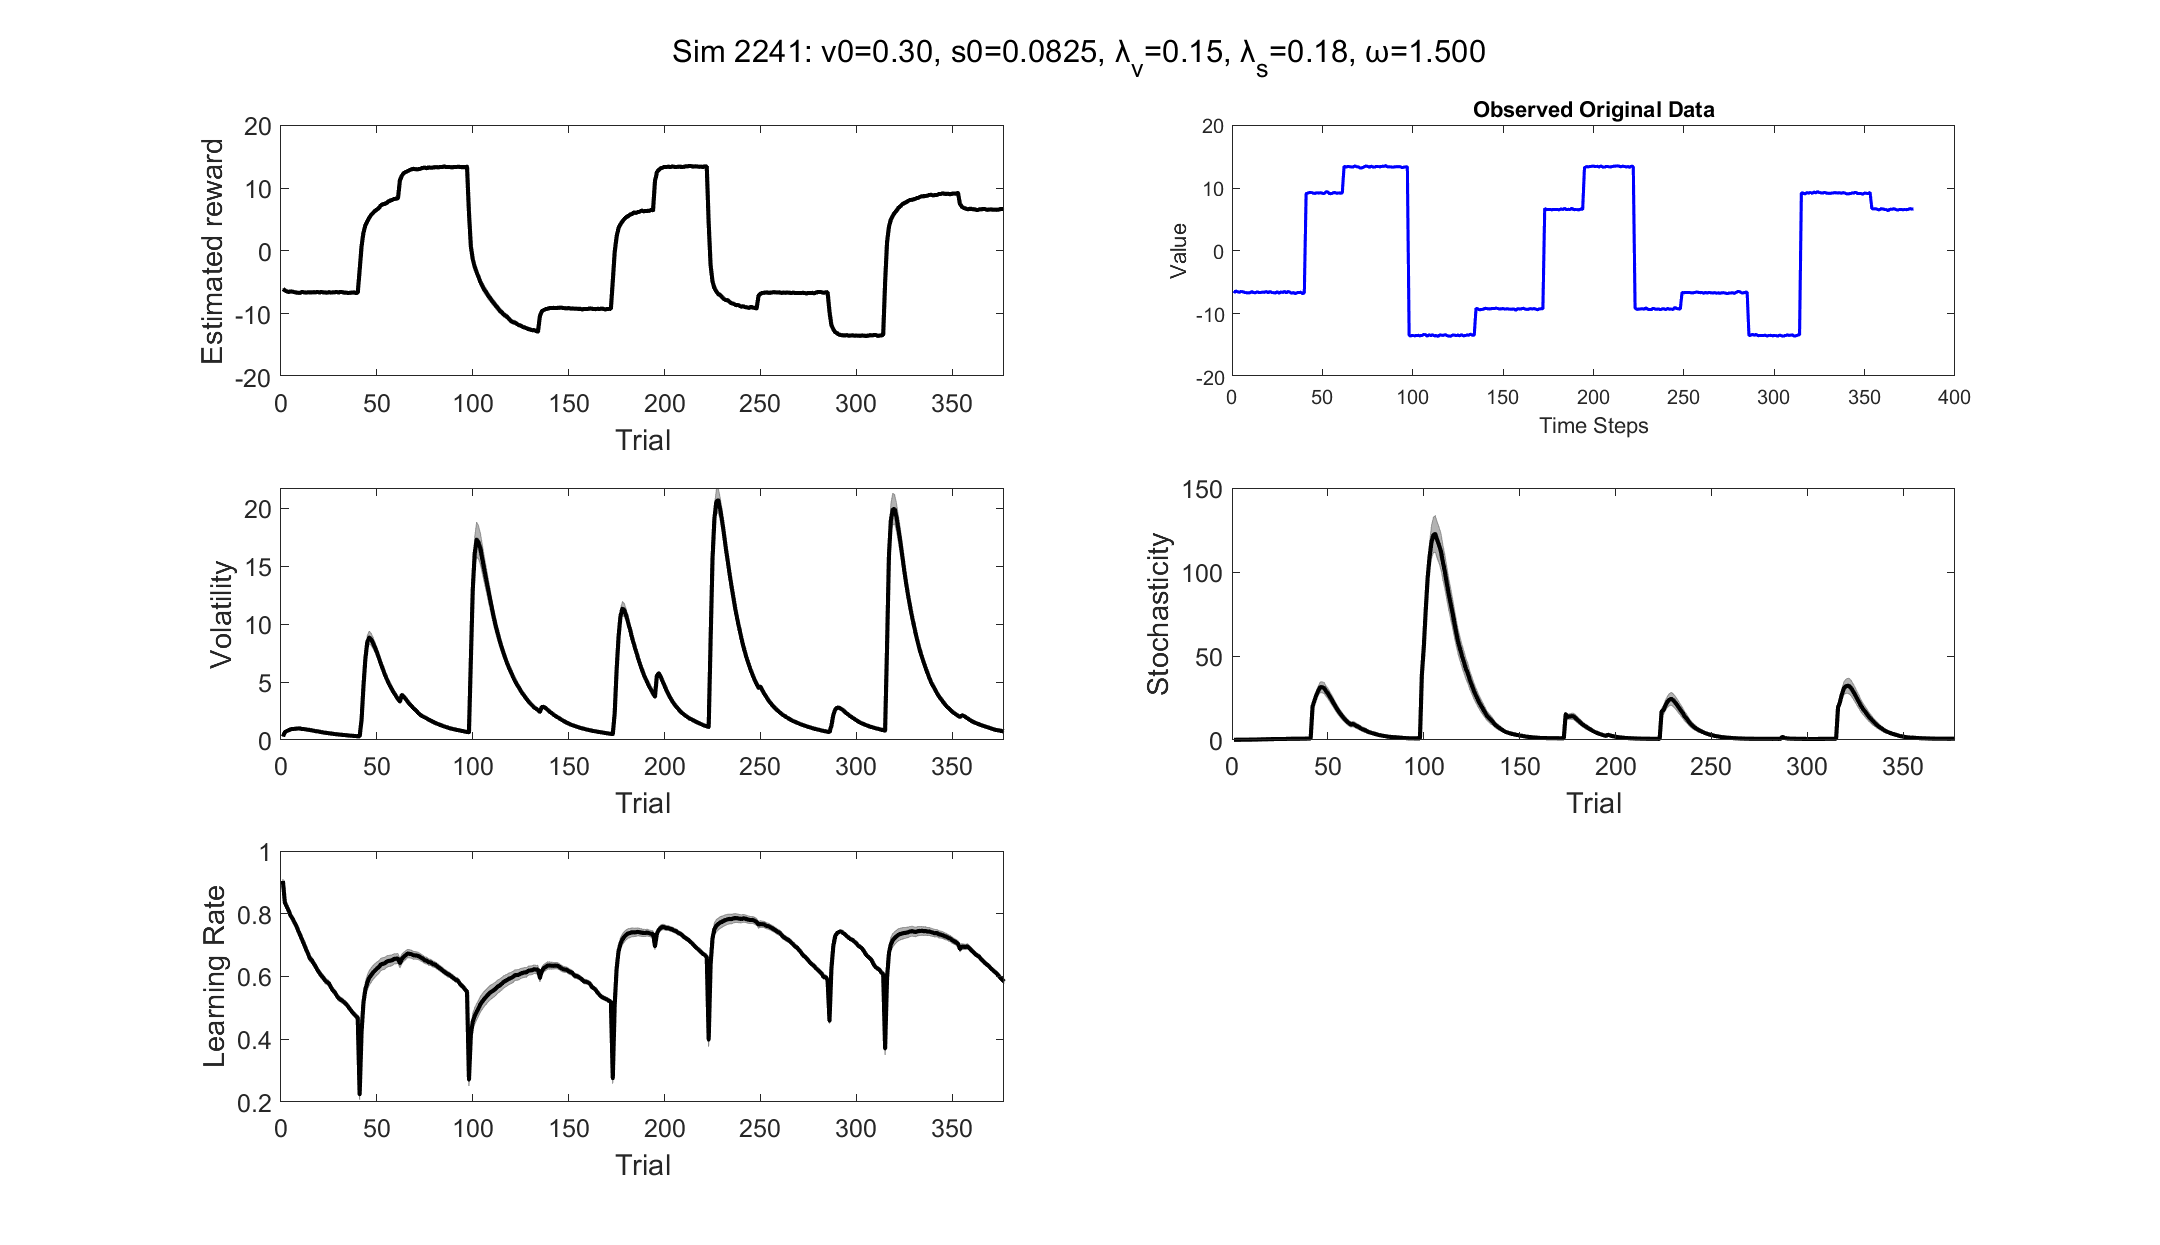 Sim 2241: v0=0.30, s0=0.0825, λ_v=0.15, λ_s=0.18, ω=1.500
Estimated reward
20
10
0
-10
-20
0 50 100 150 200 250 300 350
Trial
Observed Original Data
Value
20
10
0
-10
-20
0 50 100 150 200 250 300 350 400
Time Steps
Volatility
20
15
10
5
0
0 50 100 150 200 250 300 350
Trial
Stochasticity
150
100
50
0
0 50 100 150 200 250 300 350
Trial
Learning Rate
1
0.8
0.6
0.4
0.2
0 50 100 150 200 250 300 350
Trial